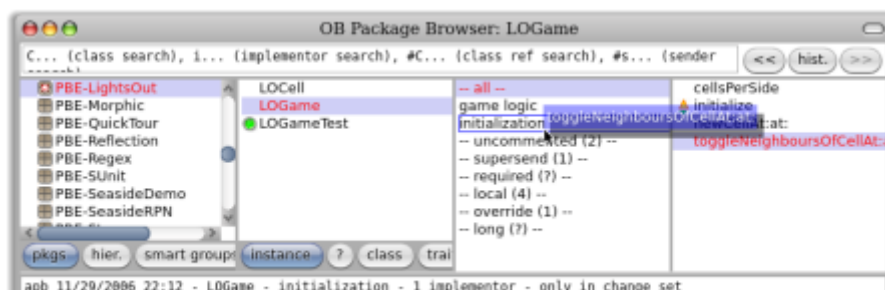 OB Package Browser: LOGame
C... (class search), i... (implementor search), #C... (class ref search), #s... (sender
<< hist. >>
PBE-LightsOut
PBE-Morphic
PBE-QuickTour
PBE-Reflection
PBE-Regex
PBE-SUnit
PBE-SeasideDemo
PBE-SeasideRPN
LOCell
LOGame
LOGameTest
-- all --
game logic
initialization
-- uncommented (2) --
-- supersend (1) --
-- required (?) --
-- local (4) --
-- override (1) --
-- long (?) --
toggleNeighboursOfCellAt:at:
cellsPerSide
initialize
toggleNeighboursOfCellAt:
pkgs hier. smart groups instance ? class trai
apb 11/29/2006 22:12 - LOGame - initialization - 1 implementor - only in change set